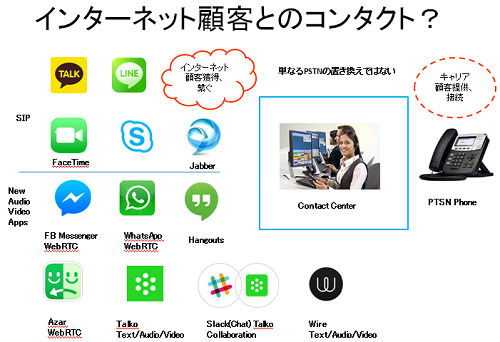 インターネット顧客とのコンタクト？
TALK
LINE
インターネット
顧客獲得、
繋ぐ
単なるPSTNの置き換えではない
キャリア
顧客提供、
接続
SIP
FaceTime
Jabber
Contact Center
PTSN Phone
New
Audio
Video
Apps
FB Messenger
WebRTC
WhatsApo
WebRTC
Hangouts
Azar
WebRTC
Talko
Text/Audio/Video
Slack(Chat) Talko
Collaboration
Wire
Text/Audio/Video